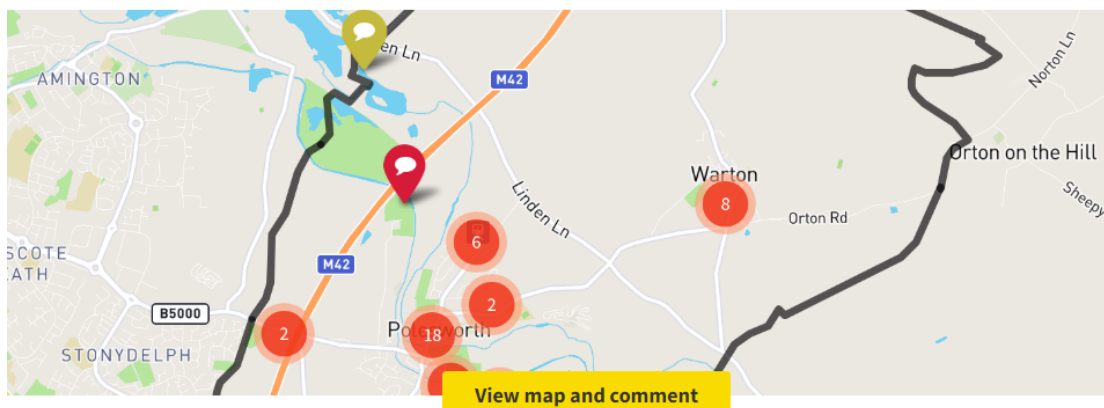 en Ln
M42
AMINGTON
Norton Ln
Orton on the Hill
Warton
8
Linden Ln
Orton Rd
Sheepy
6
SCOTE
EATH
M42
2
B5000
2
18
STONYDELPH
View map and comment